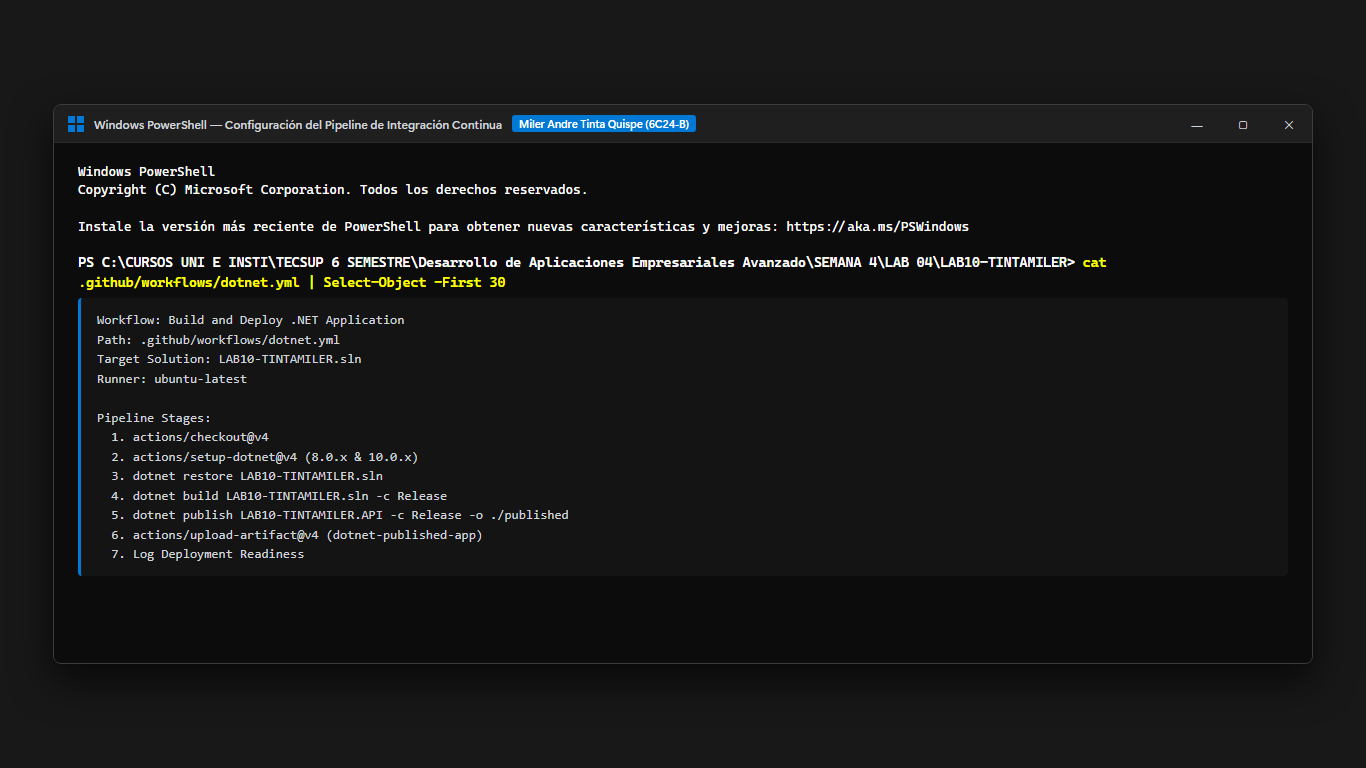 Windows PowerShell — Configuración del Pipeline de Integración Continua Miler Andre Tinta Quispe (6C24-B)
Windows PowerShell
Copyright (C) Microsoft Corporation. Todos los derechos reservados.
Instale la versión más reciente de PowerShell para obtener nuevas características y mejoras: https://aka.ms/PSWindows
PS C:\CURSOS UNI E INSTI\TECSUP 6 SEMESTRE\Desarrollo de Aplicaciones Empresariales Avanzado\SEMANA 4\LAB 04\LAB10-TINTAMILER> cat
.github/workflows/dotnet.yml | Select-Object -First 30
Workflow: Build and Deploy .NET Application
Path: .github/workflows/dotnet.yml
Target Solution: LAB10-TINTAMILER.sln
Runner: ubuntu-latest
Pipeline Stages:
1. actions/checkout@v4
2. actions/setup-dotnet@v4 (8.0.x & 10.0.x)
3. dotnet restore LAB10-TINTAMILER.sln
4. dotnet build LAB10-TINTAMILER.sln -c Release
5. dotnet publish LAB10-TINTAMILER.API -c Release -o ./published
6. actions/upload-artifact@v4 (dotnet-published-app)
7. Log Deployment Readiness